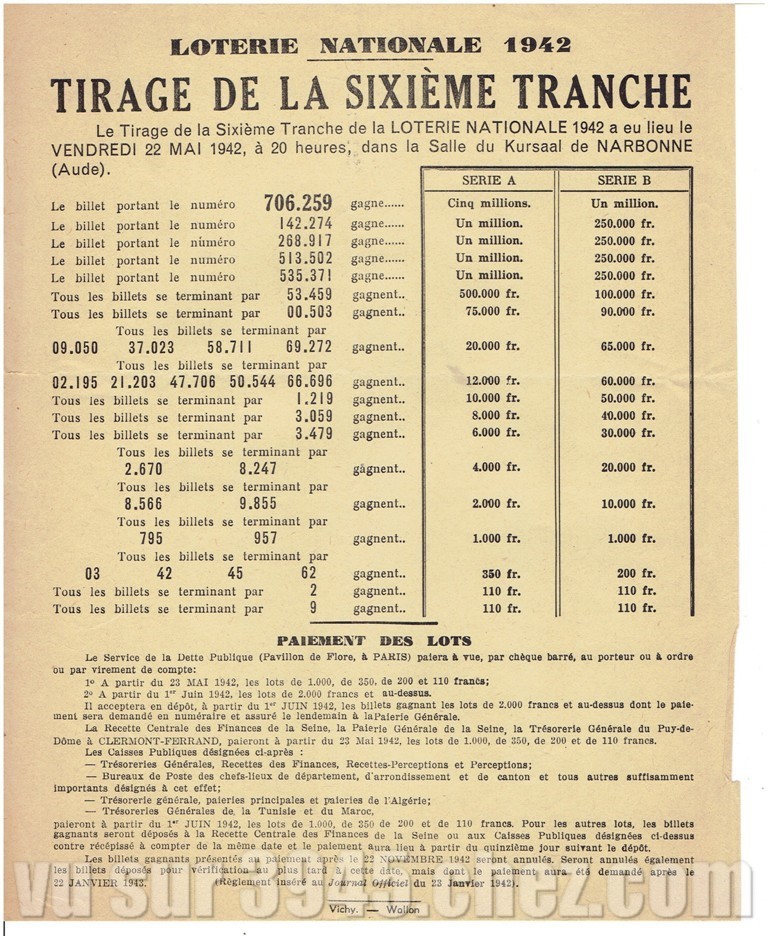 LOTERIE NATIONALE 1942
TIRAGE DE LA SIXIÈME TRANCHE
Le Tirage de la Sixième Tranche de la LOTERIE NATIONALE 1942 a eu lieu le
VENDREDI 22 MAI 1942, à 20 heures, dans la Salle du Kursaal de NARBONNE
(Aude).
SERIE A SERIE B
Le billet portant le numéro 706.259 gagne...... Cinq millions. Un million.
Le billet portant le numéro 142.274 gagne...... Un million. 250.000 fr.
Le billet portant le numéro 268.917 gagne...... Un million. 250.000 fr.
Le billet portant le numéro 513.502 gagne...... Un million. 250.000 fr.
Le billet portant le numéro 535.371 gagne...... Un million. 250.000 fr.
Tous les billets se terminant par 53.459 gagnent.. 500.000 fr. 100.000 fr.
Tous les billets se terminant par 00.503 gagnent.. 75.000 fr. 90.000 fr.
Tous les billets se terminant par
09.050 37.023 58.711 69.272 gagnent.. 20.000 fr. 65.000 fr.
Tous les billets se terminant par
02.195 21.203 47.706 50.544 66.696 gagnent.. 12.000 fr. 60.000 fr.
Tous les billets se terminant par 1.219 gagnent.. 10.000 fr. 50.000 fr.
Tous les billets se terminant par 3.059 gagnent.. 8.000 fr. 40.000 fr.
Tous les billets se terminant par 3.479 gagnent.. 6.000 fr. 30.000 fr.
Tous les billets se terminant par
2.670 8.247 gagnent.. 4.000 fr. 20.000 fr.
Tous les billets se terminant par
8.566 9.855 gagnent.. 2.000 fr. 10.000 fr.
Tous les billets se terminant par
795 957 gagnent.. 1.000 fr. 1.000 fr.
Tous les billets se terminant par
03 42 45 62 gagnent.. 350 fr. 200 fr.
Tous les billets se terminant par 2 gagnent.. 110 fr. 110 fr.
Tous les billets se terminant par 9 gagnent.. 110 fr. 110 fr.
PAIEMENT DES LOTS
Le Service de la Dette Publique (Pavillon de Flore, à PARIS) paiera à vue, par chèque barré, au porteur ou à ordre
ou par virement de compte:
1º A partir du 23 MAI 1942, les lots de 1.000, de 350, de 200 et 110 francs;
2º A partir du 1er Juin 1942, les lots de 2.000 francs et au-dessus.
Il acceptera en dépôt, à partir du 1er JUIN 1942, les billets gagnant les lots de 2.000 francs et au-dessus dont le paie-
ment sera demandé en numéraire et assuré le lendemain à la Paierie Générale.
La Recette Centrale des Finances de la Seine, la Paierie Générale de la Seine, la Trésorerie Générale du Puy-de-
Dôme à CLERMONT-FERRAND, paieront à partir du 23 Mai 1942, les lots de 1.000, de 350, de 200 et 110 francs.
Les Caisses Publiques désignées ci-après :
— Trésoreries Générales, Recettes des Finances, Recettes-Perceptions et Perceptions;
— Bureaux de Poste des chefs-lieux de département, d'arrondissement et de canton et tous autres suffisamment
importants désignés à cet effet;
— Trésorerie générale, paieries principales et paieries de l'Algérie;
— Trésoreries Générales de la Tunisie et du Maroc,
paieront à partir du 1er JUIN 1942, les lots de 1.000, de 350, de 200 et 110 francs. Pour les autres lots, les billets
gagnants seront déposés à la Recette Centrale des Finances de la Seine ou aux Caisses Publiques désignées ci-dessus
contre récépissé à compter de la même date et le paiement aura lieu à partir du quinzième jour suivant le dépôt.
Les billets gagnants présentés à paiement après le 22 NOVEMBRE 1942 seront annulés. Seront annulés également
les billets déposés pour vérification au plus tard à cette date, mais dont le paiement aura été demandé après le
22 JANVIER 1943. (Règlement inséré au Journal Officiel du 23 Janvier 1942).
vu sur 3945.chez.com
Vichy. — Wallon